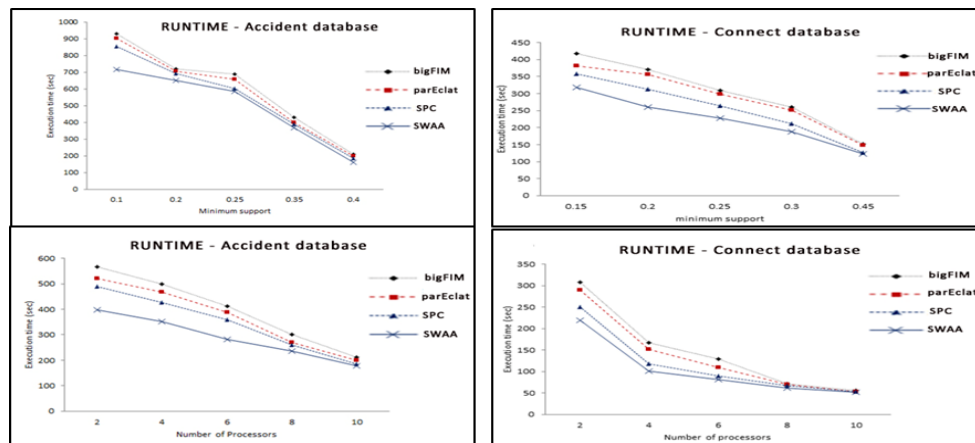 RUNTIME - Accident database
Execution time (sec)
1000
900
800
700
600
500
400
300
200
100
0
0.1 0.2 0.25 0.35 0.4
Minimum support
bigFIM
parEclat
SPC
SWAA
RUNTIME - Connect database
Execution time (sec)
450
400
350
300
250
200
150
100
50
0
0.15 0.2 0.25 0.3 0.45
minimum support
bigFIM
parEclat
SPC
SWAA
RUNTIME - Accident database
Execution time (sec)
600
500
400
300
200
100
0
2 4 6 8 10
Number of Processors
bigFIM
parEclat
SPC
SWAA
RUNTIME - Connect database
Execution time (sec)
350
300
250
200
150
100
50
0
2 4 6 8 10
Number of processors
bigFIM
parEclat
SPC
SWAA